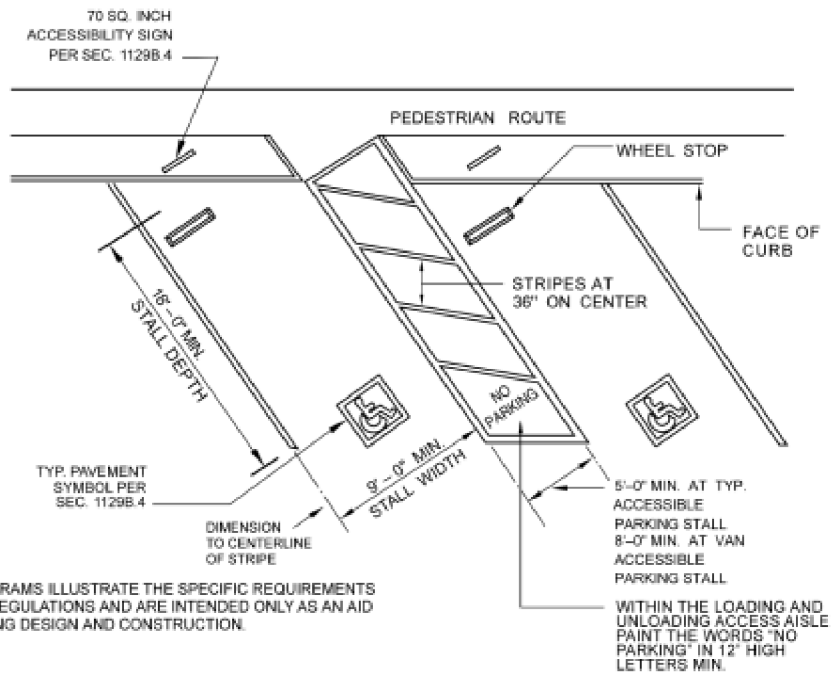 70 SQ. INCH
ACCESSIBILITY SIGN
PER SEC. 1129B.4
PEDESTRIAN ROUTE
WHEEL STOP
FACE OF
CURB
STRIPES AT
36" ON CENTER
18'-0" MIN.
STALL DEPTH
NO
PARKING
TYP. PAVEMENT
SYMBOL PER
SEC. 1129B.4
9'-0" MIN.
STALL WIDTH
DIMENSION
TO CENTERLINE
OF STRIPE
5'-0" MIN. AT TYP.
ACCESSIBLE
PARKING STALL
8'-0" MIN. AT VAN
ACCESSIBLE
PARKING STALL
RAMS ILLUSTRATE THE SPECIFIC REQUIREMENTS
EGULATIONS AND ARE INTENDED ONLY AS AN AID
NG DESIGN AND CONSTRUCTION.
WITHIN THE LOADING AND
UNLOADING ACCESS AISLE
PAINT THE WORDS "NO
PARKING" IN 12" HIGH
LETTERS MIN.